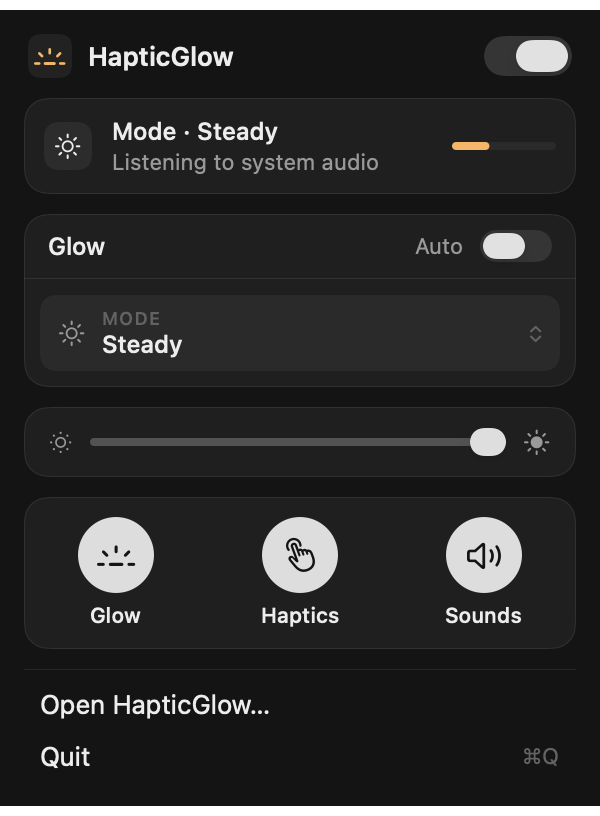 HapticGlow
Mode · Steady
Listening to system audio
Glow
Auto
MODE
Steady
Glow
Haptics
Sounds
Open HapticGlow...
Quit
⌘Q